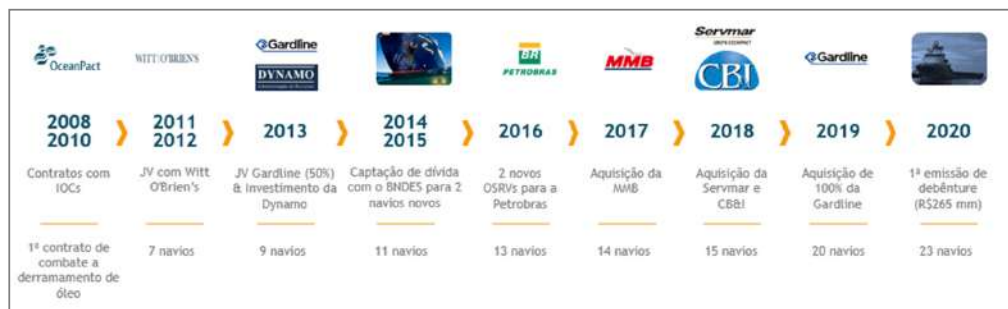 OceanPact
WITT|O'BRIEN'S
Gardline
DYNAMO
BR
PETROBRAS
MMB
Servmar
CBI
Gardline
2008
2010
2011
2012
2013
2014
2015
2016
2017
2018
2019
2020
Contratos com
IOCs
JV com Witt
O'Brien's
JV Gardline (50%)
& Investimento da
Dynamo
Captação de dívida
com o BNDES para 2
navios novos
2 novos
OSRVs para a
Petrobras
Aquisição da
MMB
Aquisição da
Servmar e
CB&I
Aquisição de
100% da
Gardline
1ª emissão de
debênture
(R$265 mm)
1º contrato de
combate a
derramamento de
óleo
7 navios
9 navios
11 navios
13 navios
14 navios
15 navios
20 navios
23 navios